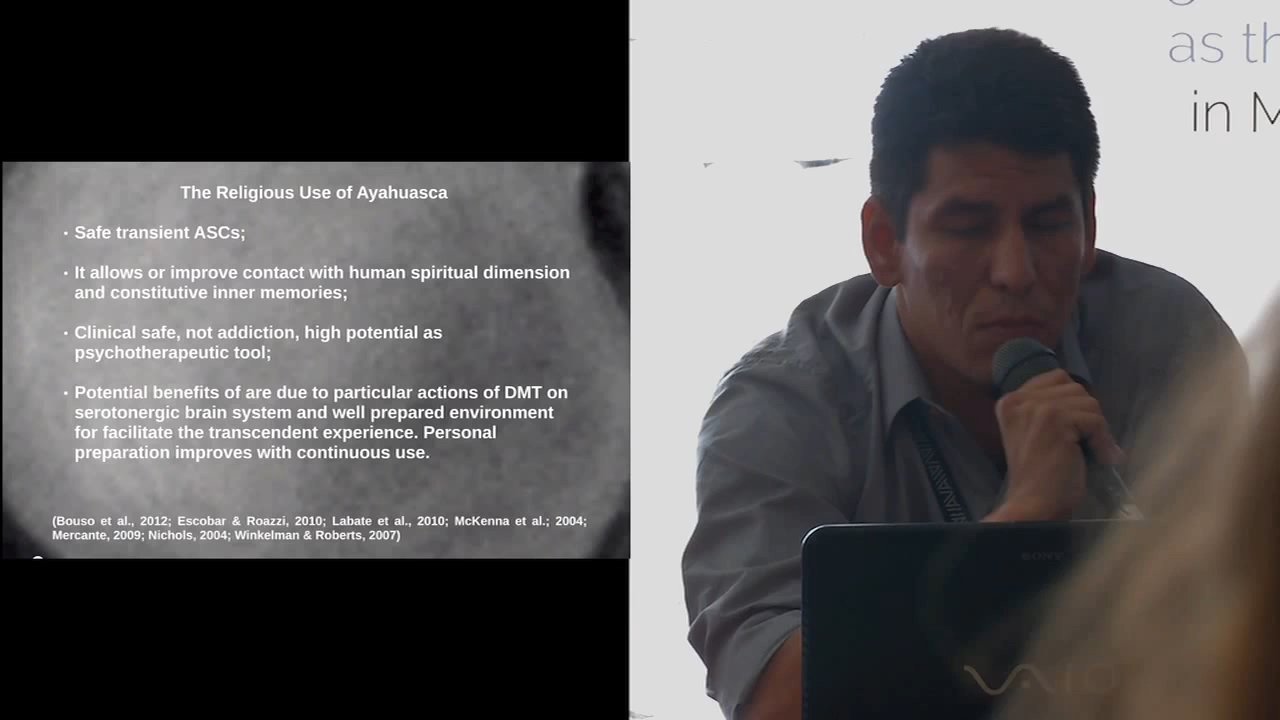 The Religious Use of Ayahuasca
· Safe transient ASCs;
· It allows or improve contact with human spiritual dimension
and constitutive inner memories;
· Clinical safe, not addiction, high potential as
psychotherapeutic tool;
· Potential benefits of are due to particular actions of DMT on
serotonergic brain system and well prepared environment
for facilitate the transcendent experience. Personal
preparation improves with continuous use.
(Bouso et al., 2012; Escobar & Roazzi, 2010; Labate et al., 2010; McKenna et al.; 2004;
Mercante, 2009; Nichols, 2004; Winkelman & Roberts, 2007)
as th
in M
SONY
VAIO